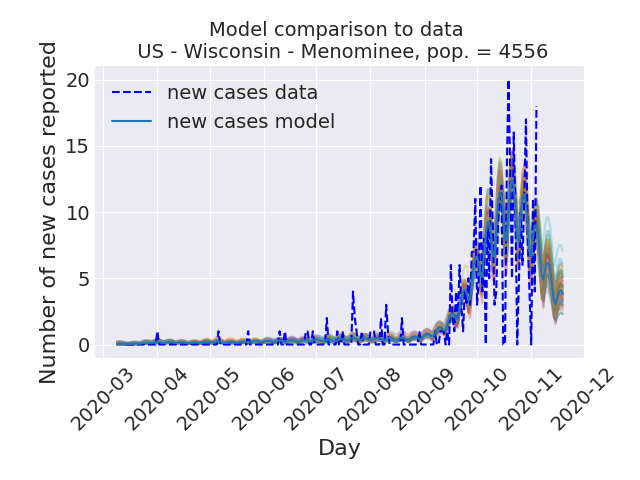 Model comparison to data
US - Wisconsin - Menominee, pop. = 4556
Number of new cases reported
20
15
10
5
0
new cases data
new cases model
2020-03
2020-04
2020-05
2020-06
2020-07
2020-08
2020-09
2020-10
2020-11
2020-12
Day